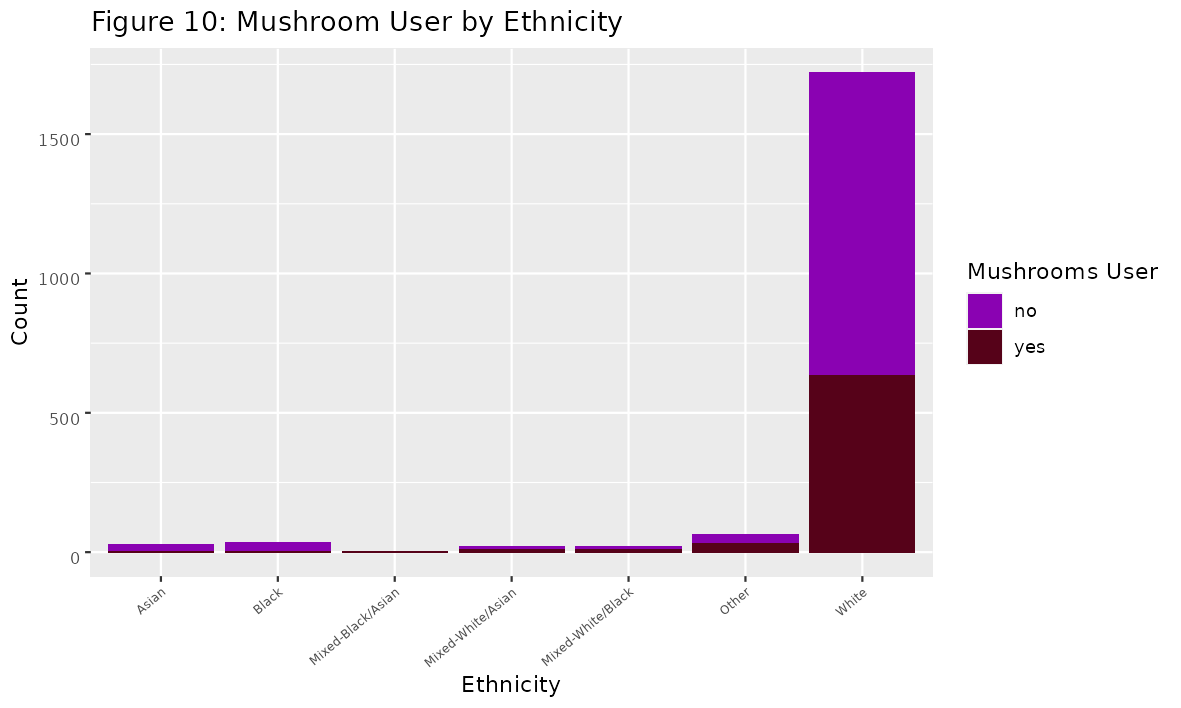 Figure 10: Mushroom User by Ethnicity
1500
1000
500
0
Count
Asian
Black
Mixed-Black/Asian
Mixed-White/Asian
Mixed-White/Black
Other
White
Ethnicity
Mushrooms User
no
yes